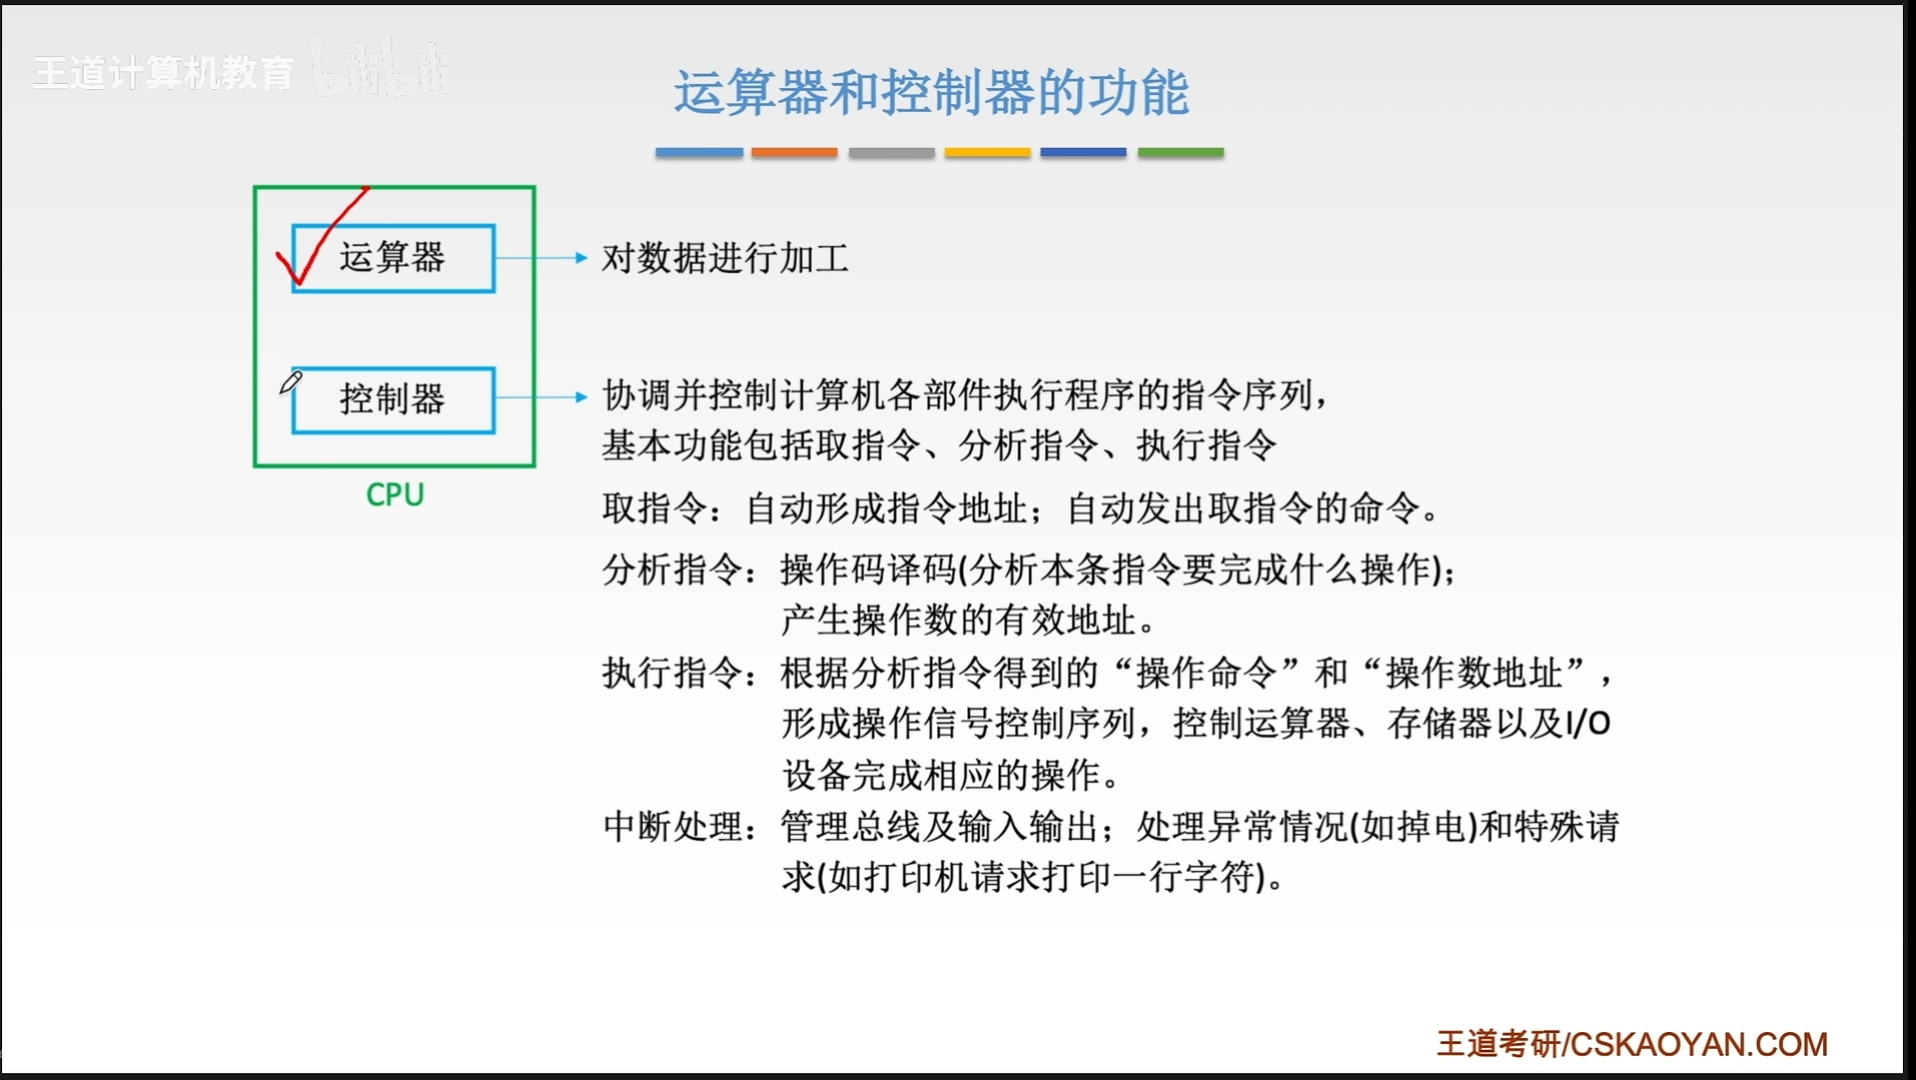 王道计算机教育 bilibili
运算器和控制器的功能
运算器
对数据进行加工
控制器
协调并控制计算机各部件执行程序的指令序列，
基本功能包括取指令、分析指令、执行指令
CPU
取指令：自动形成指令地址；自动发出取指令的命令。
分析指令：操作码译码(分析本条指令要完成什么操作)；
产生操作数的有效地址。
执行指令：根据分析指令得到的“操作命令”和“操作数地址”，
形成操作信号控制序列，控制运算器、存储器以及I/O
设备完成相应的操作。
中断处理：管理总线及输入输出；处理异常情况(如掉电)和特殊请
求(如打印机请求打印一行字符)。
王道考研/CSKAOYAN.COM